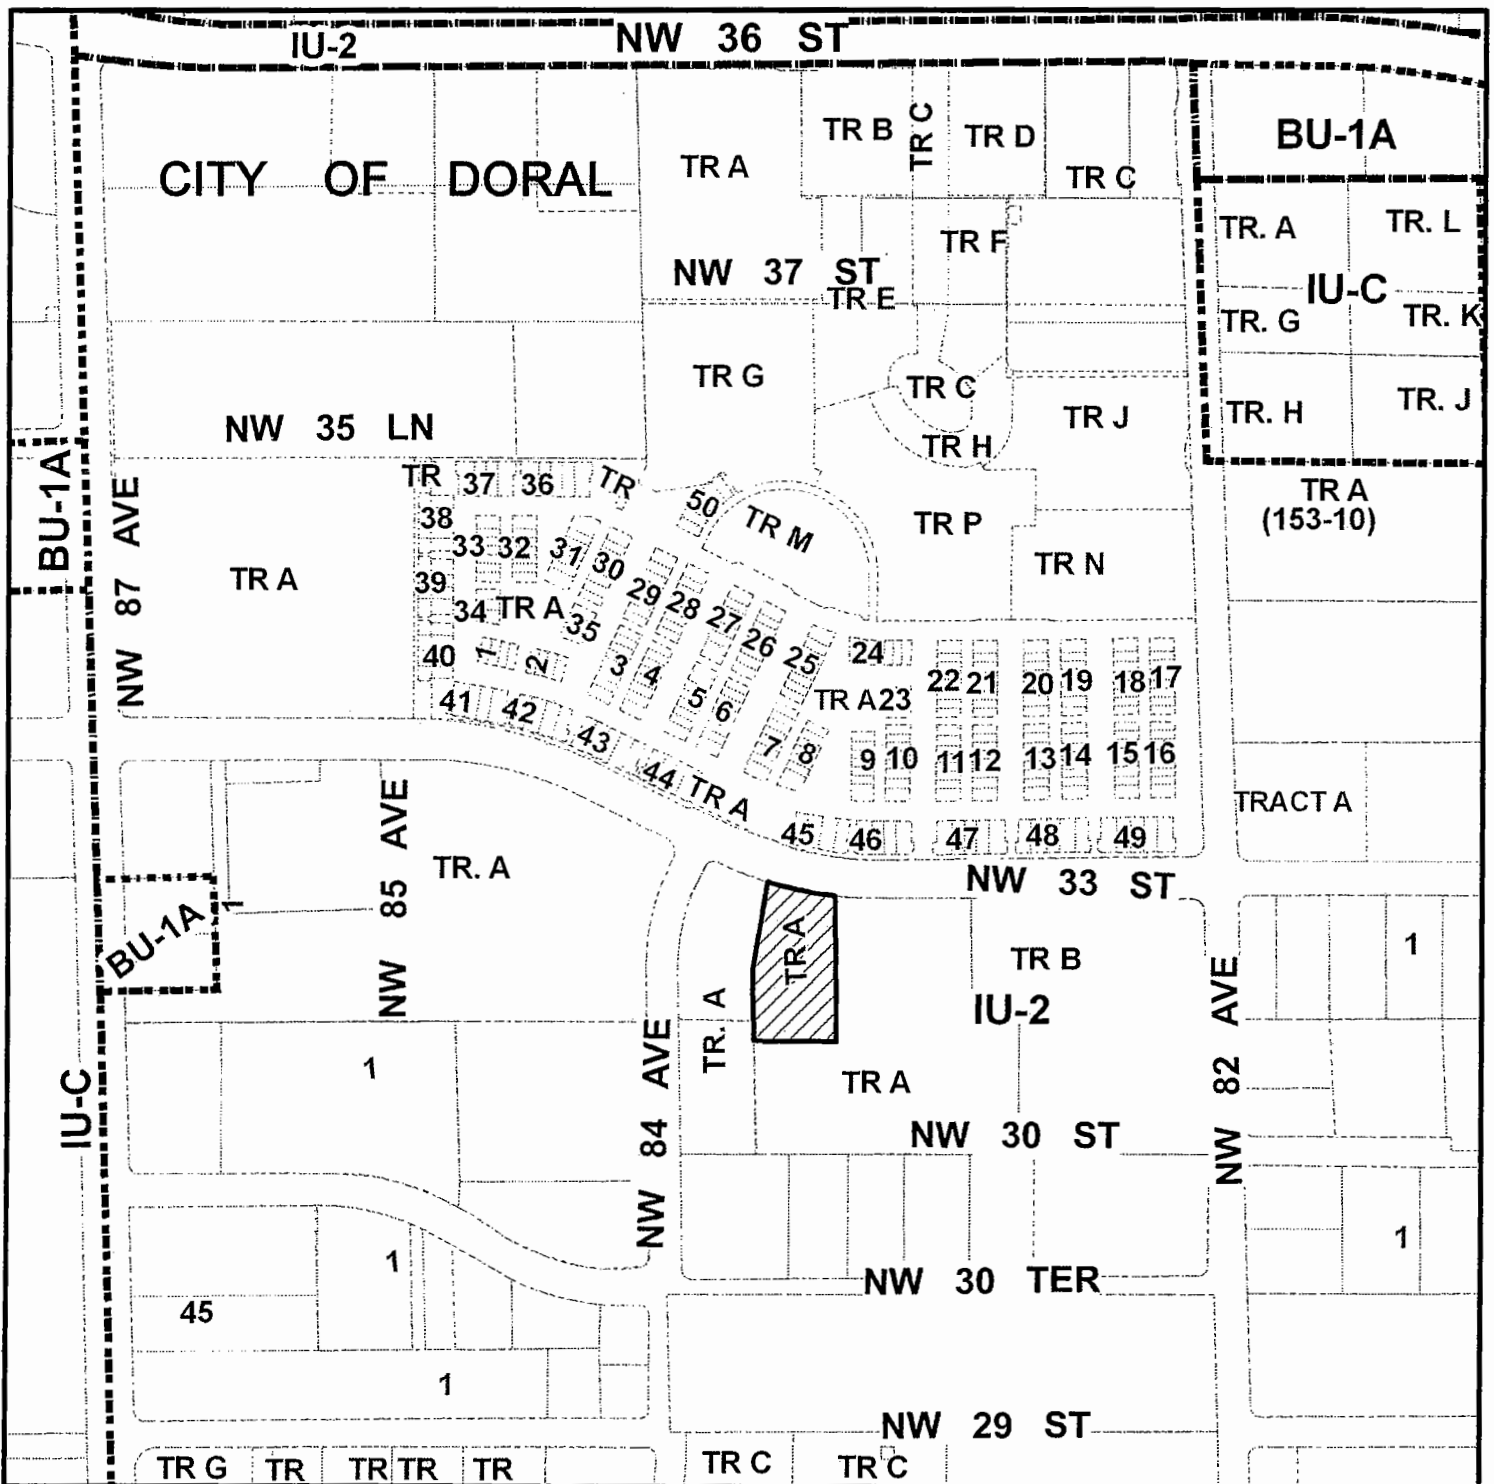 IU-2
NW 36 ST
CITY OF DORAL
TR A
TR B
TR C
TR D
TR C
BU-1A
TR. A
TR. L
IU-C
TR. G
TR. K
TR. H
TR. J
TR F
NW 37 ST
TR E
TR G
TR C
TR H
TR J
NW 35 LN
BU-1A
NW 87 AVE
TR A
TR
37
36
TR
50
TR M
TR P
TR N
TR A
(153-10)
38
33
32
31
30
29
28
27
26
25
24
39
34
TR A
35
40
1
2
3
4
5
6
TR A
23
22
21
20
19
18
17
41
42
43
44
TR A
7
8
9
10
11
12
13
14
15
16
45
46
47
48
49
TRACT A
NW 33 ST
NW 85 AVE
TR. A
1
BU-1A
TR A
TR B
IU-2
1
NW 82 AVE
TR. A
TR A
NW 84 AVE
1
IU-C
NW 30 ST
1
1
45
NW 30 TER
1
NW 29 ST
TR G
TR
TR
TR
TR
TR C
TR C